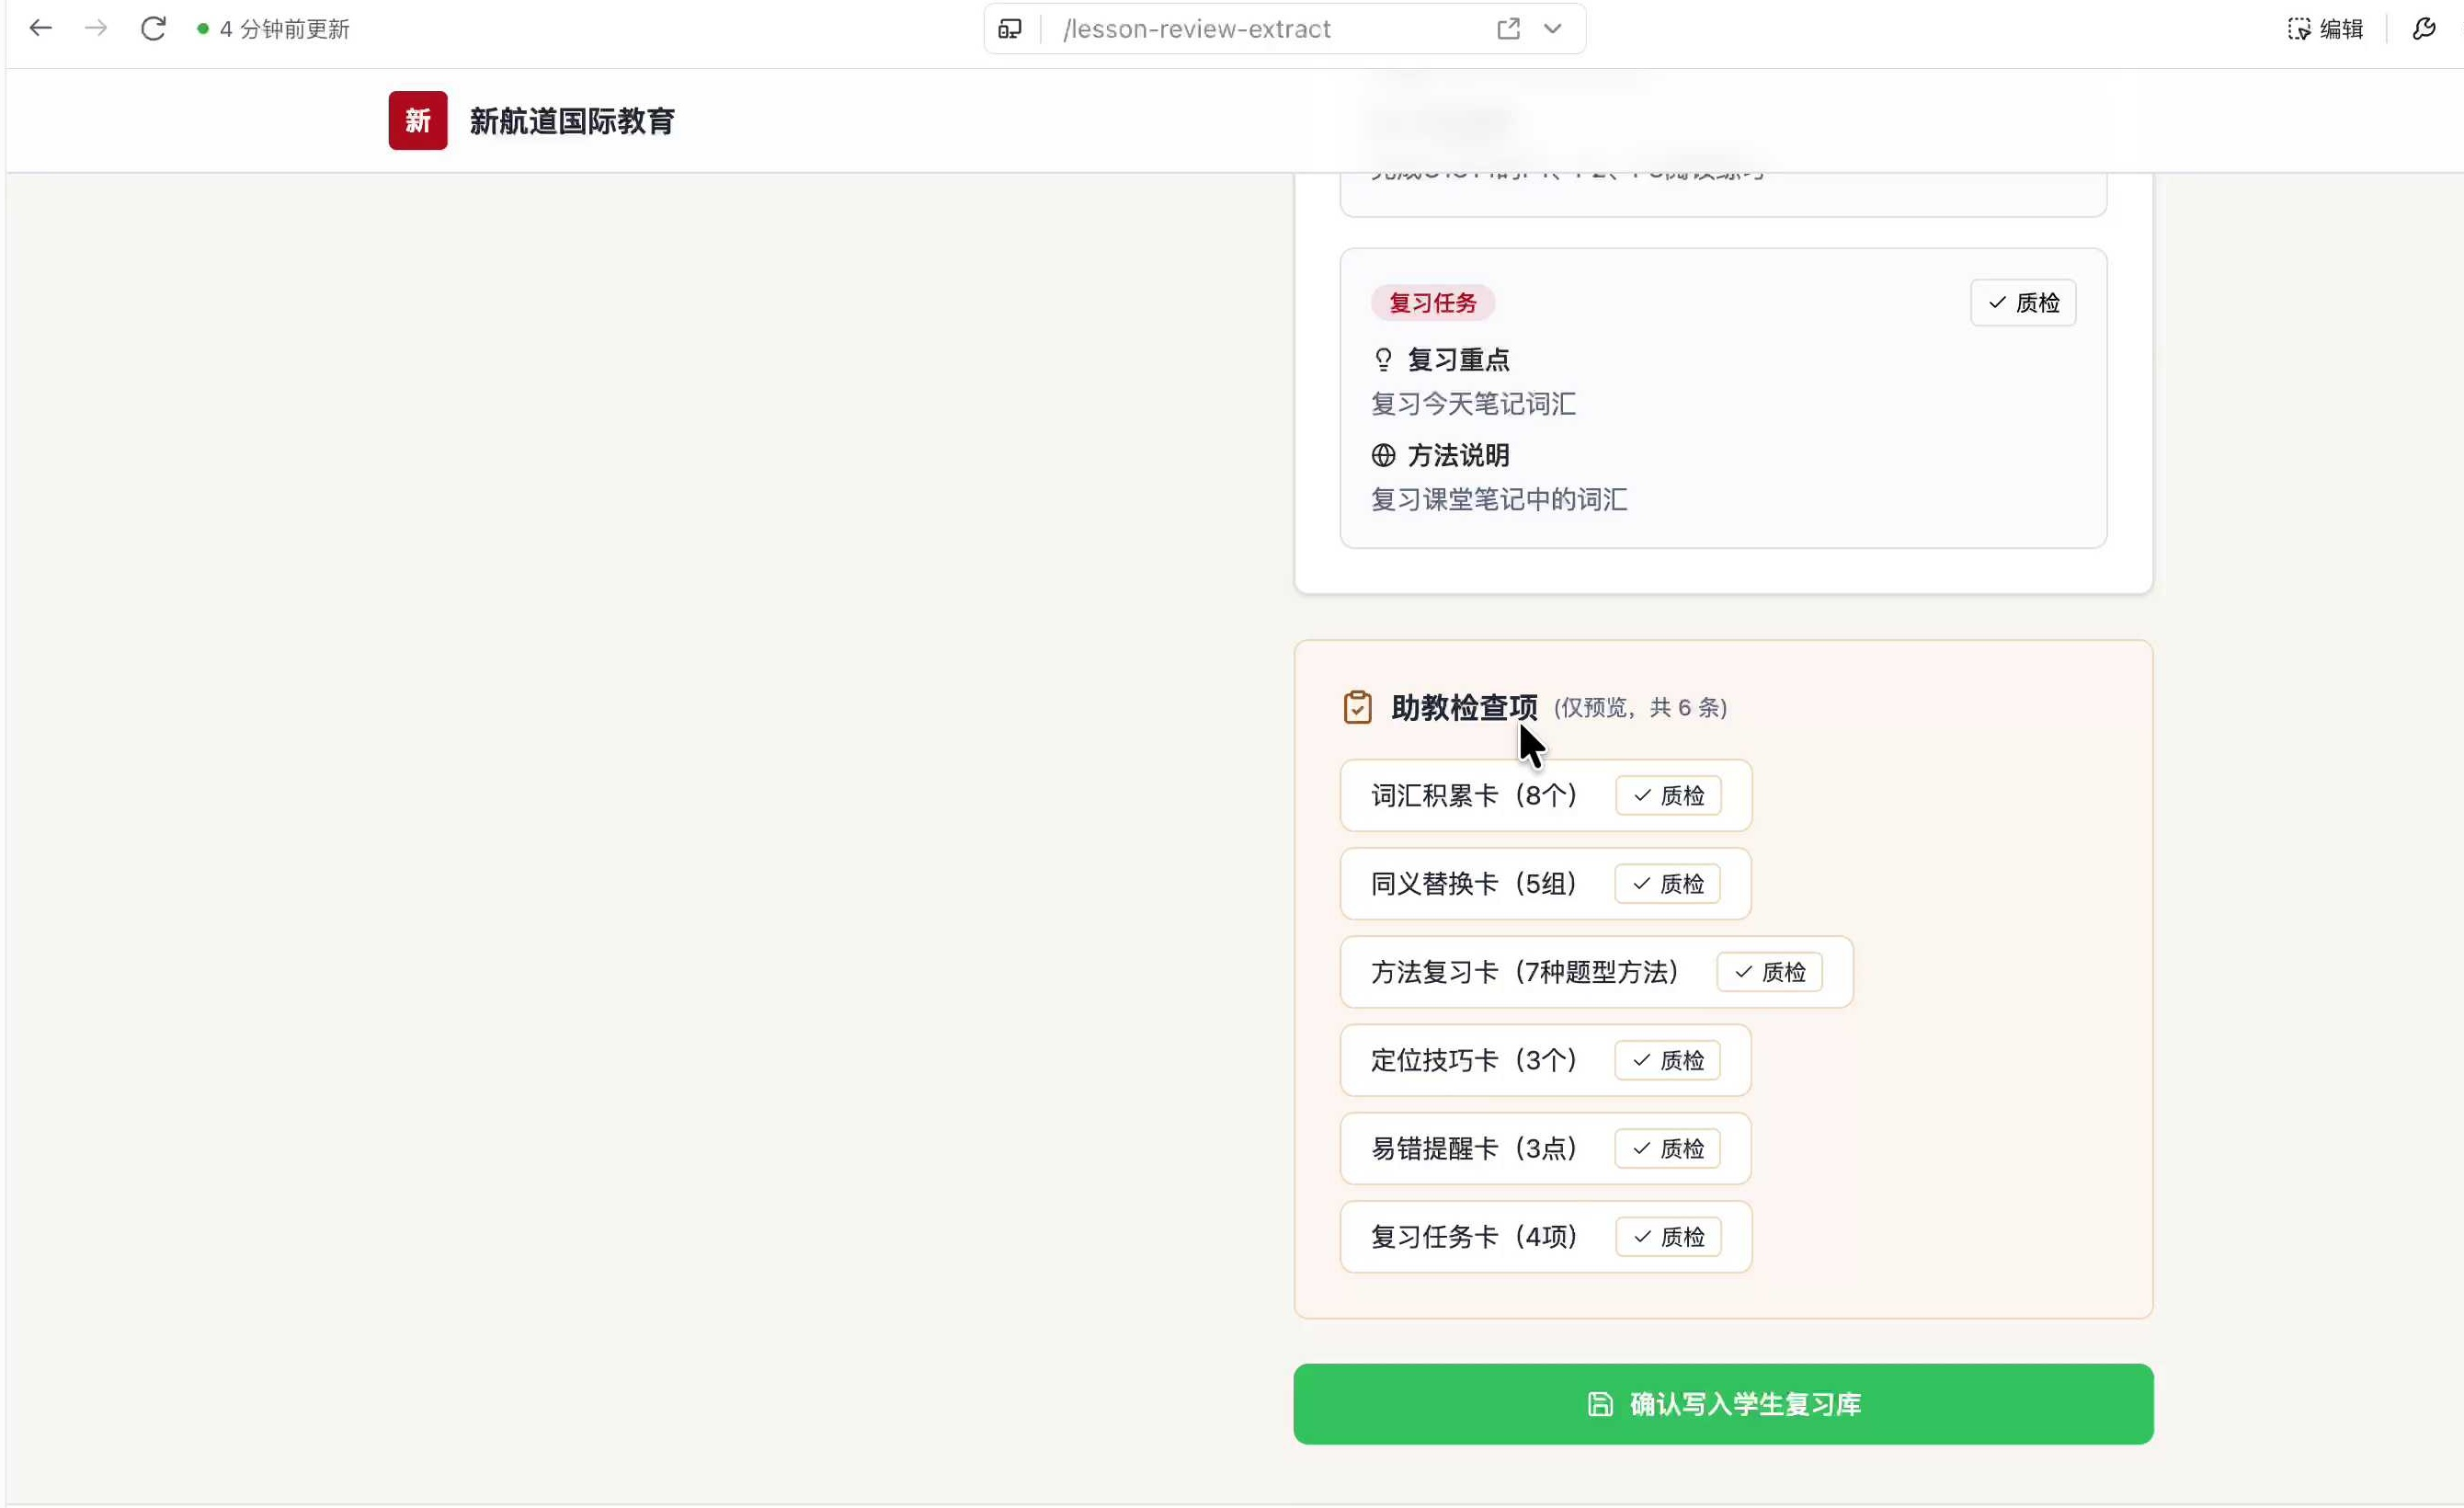 4 分钟前更新
/lesson-review-extract
编辑
新 新航道国际教育
复习任务
质检
复习重点
复习今天笔记词汇
方法说明
复习课堂笔记中的词汇
助教检查项 (仅预览，共 6 条)
词汇积累卡（8个） 质检
同义替换卡（5组） 质检
方法复习卡（7种题型方法） 质检
定位技巧卡（3个） 质检
易错提醒卡（3点） 质检
复习任务卡（4项） 质检
确认写入学生复习库